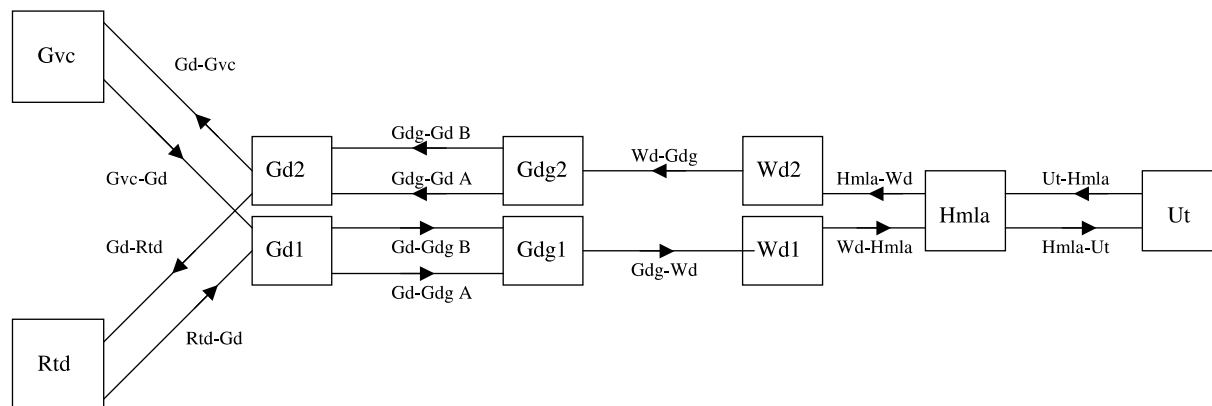 Gvc
Gd-Gvc
Gvc-Gd
Gd2
Gdg-Gd B
Gdg-Gd A
Gdg2
Wd-Gdg
Wd2
Hmla-Wd
Hmla
Ut-Hmla
Ut
Gd-Rtd
Gd1
Gd-Gdg B
Gd-Gdg A
Gdg1
Gdg-Wd
Wd1
Wd-Hmla
Hmla-Ut
Rtd-Gd
Rtd